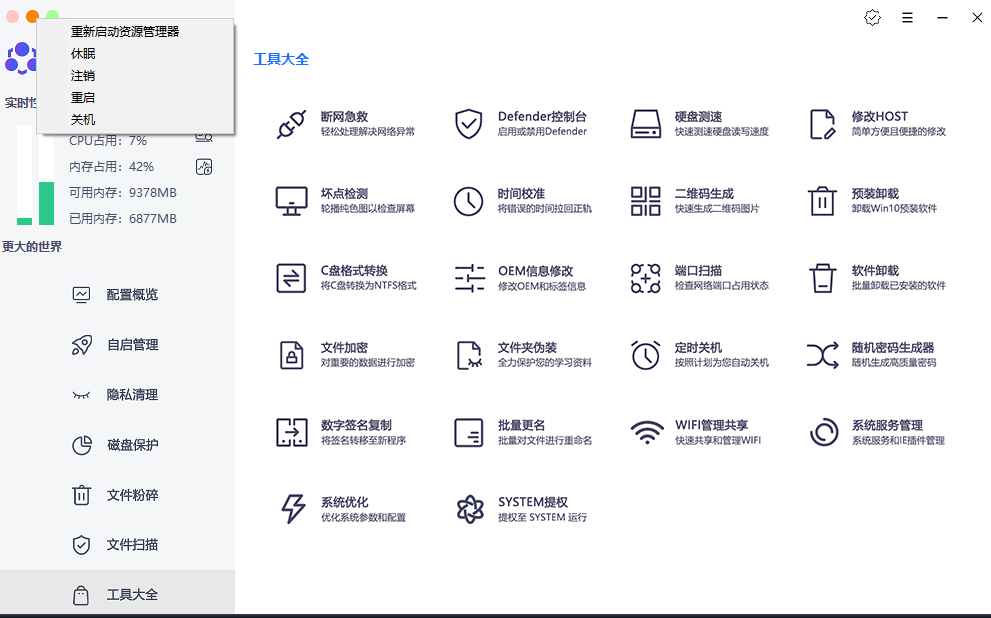 重新启动资源管理器
休眠
注销
重启
关机
实时性
CPU占用：7%
内存占用：42%
可用内存：9378MB
已用内存：6877MB
更大的世界
配置概览
自启管理
隐私清理
磁盘保护
文件粉碎
文件扫描
工具大全
工具大全
断网急救
轻松处理解决网络异常
Defender控制台
启用或禁用Defender
硬盘测速
快速测速硬盘读写速度
修改HOST
简单方便且便捷的修改
坏点检测
轮播纯色图以检查屏幕
时间校准
将错误的时间拉回正轨
二维码生成
快速生成二维码图片
预装卸载
卸载Win10预装软件
C盘格式转换
将C盘转换为NTFS格式
OEM信息修改
修改OEM和标签信息
端口扫描
检查网络端口占用状态
软件卸载
批量卸载已安装的软件
文件加密
对重要的数据进行加密
文件夹伪装
全力保护您的学习资料
定时关机
按照计划为您自动关机
随机密码生成器
随机生成高质量密码
数字签名复制
将签名转移至新程序
批量更名
批量对文件进行重命名
WIFI管理共享
快速共享和管理WIFI
系统服务管理
系统服务和IE插件管理
系统优化
优化系统参数和配置
SYSTEM提权
提权至 SYSTEM 运行